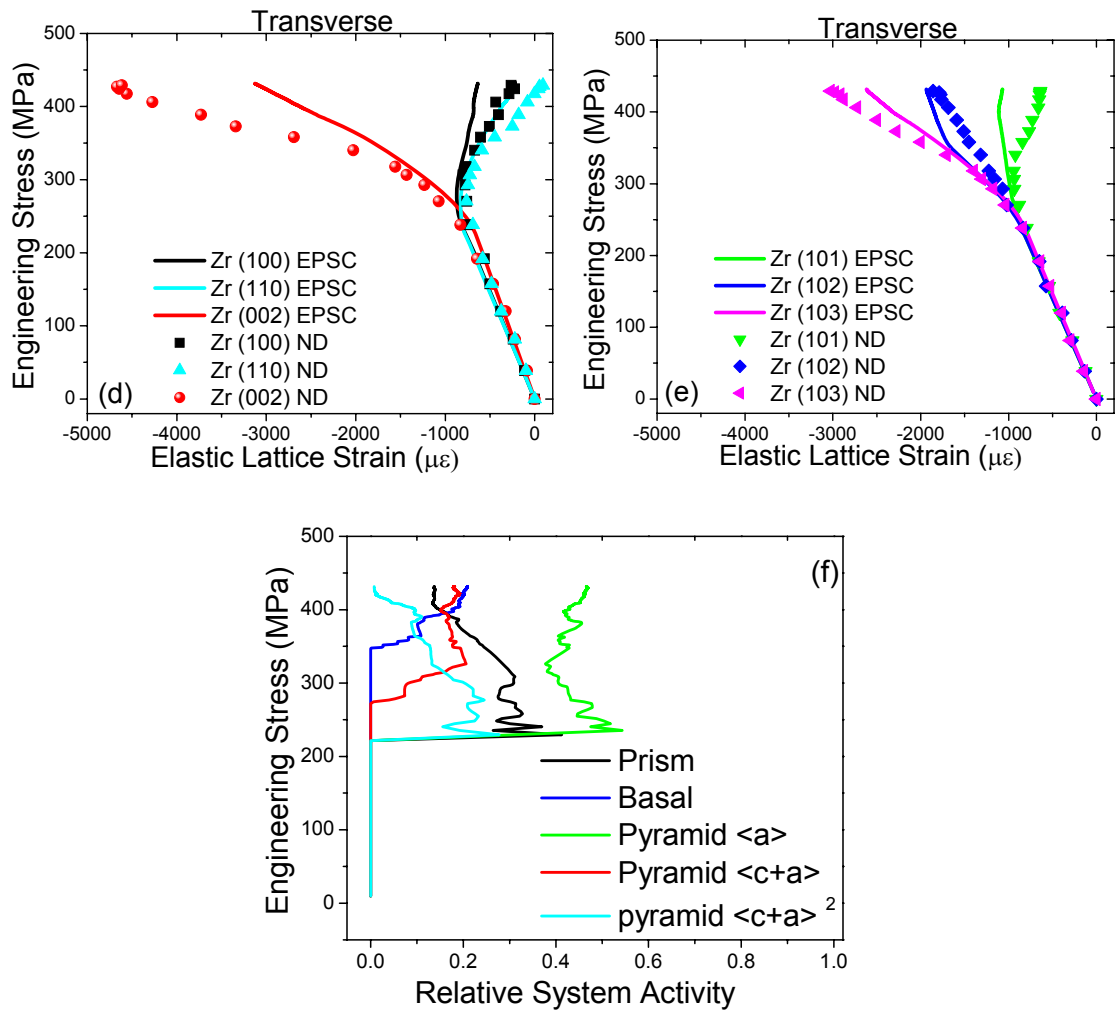 Transverse
500
400
300
200
100
0
Engineering Stress (MPa)
Zr (100) EPSC
Zr (110) EPSC
Zr (002) EPSC
Zr (100) ND
Zr (110) ND
Zr (002) ND
(d)
-5000 -4000 -3000 -2000 -1000 0
Elastic Lattice Strain (με)
Transverse
500
400
300
200
100
0
Engineering Stress (MPa)
Zr (101) EPSC
Zr (102) EPSC
Zr (103) EPSC
Zr (101) ND
Zr (102) ND
Zr (103) ND
(e)
-5000 -4000 -3000 -2000 -1000 0
Elastic Lattice Strain (με)
500
400
300
200
100
0
Engineering Stress (MPa)
(f)
Prism
Basal
Pyramid <a>
Pyramid <c+a>
pyramid <c+a> 2
0.0 0.2 0.4 0.6 0.8 1.0
Relative System Activity